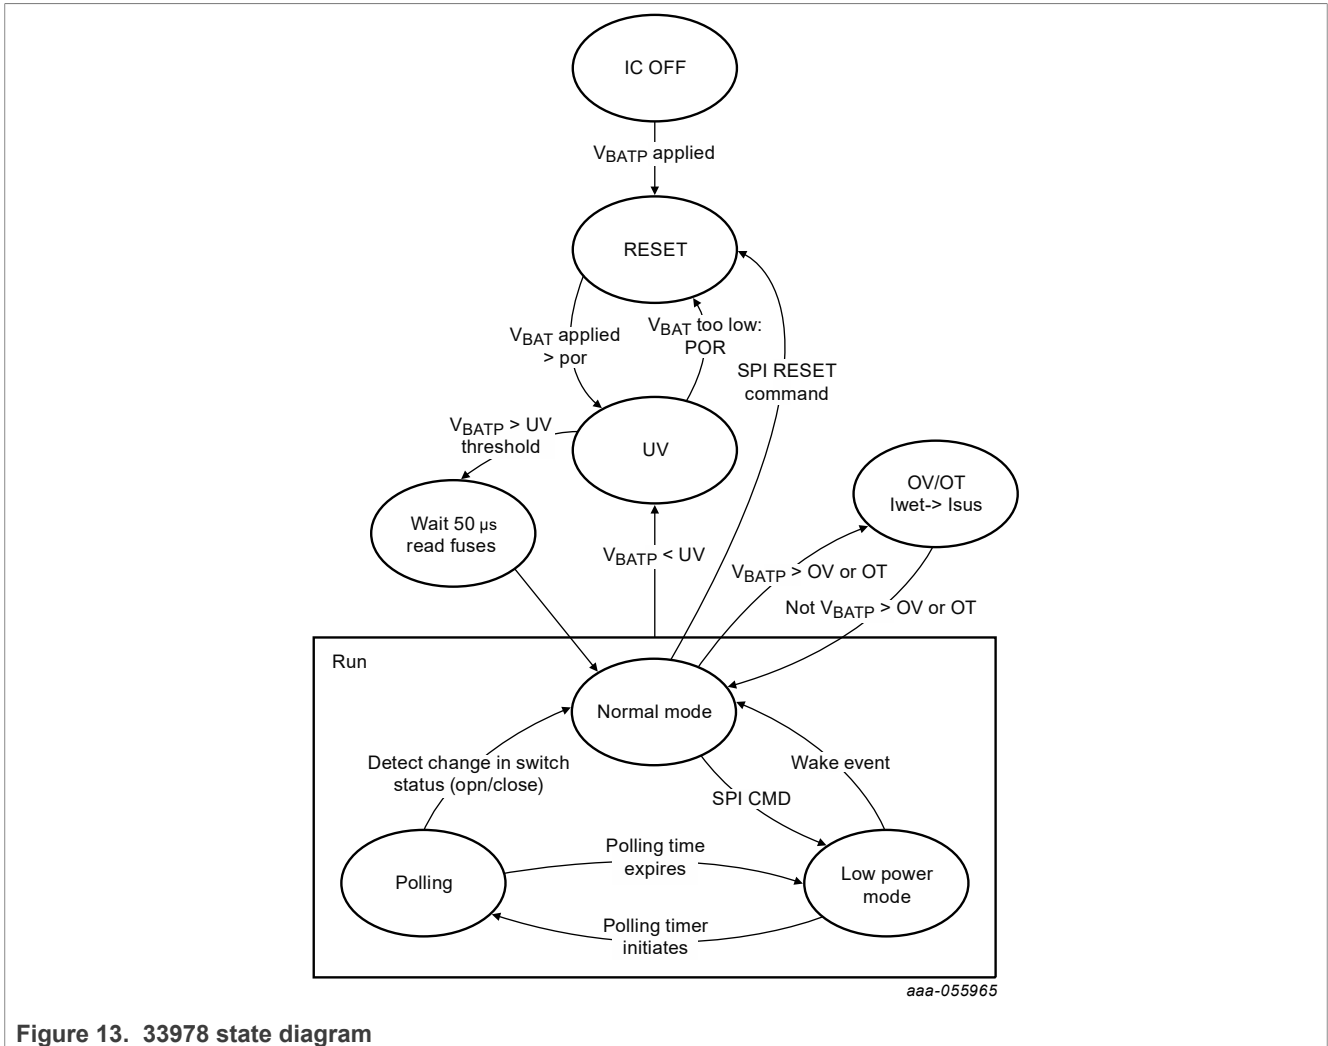 IC OFF
VBATP applied
RESET
VBAT applied
> por
VBAT too low:
POR
SPI RESET
command
VBATP > UV
threshold
UV
OV/OT
Iwet-> Isus
Wait 50 µs
read fuses
VBATP < UV
VBATP > OV or OT
Not VBATP > OV or OT
Run
Normal mode
Detect change in switch
status (opn/close)
Wake event
SPI CMD
Polling time
expires
Polling
Low power
mode
Polling timer
initiates
aaa-055965
Figure 13. 33978 state diagram